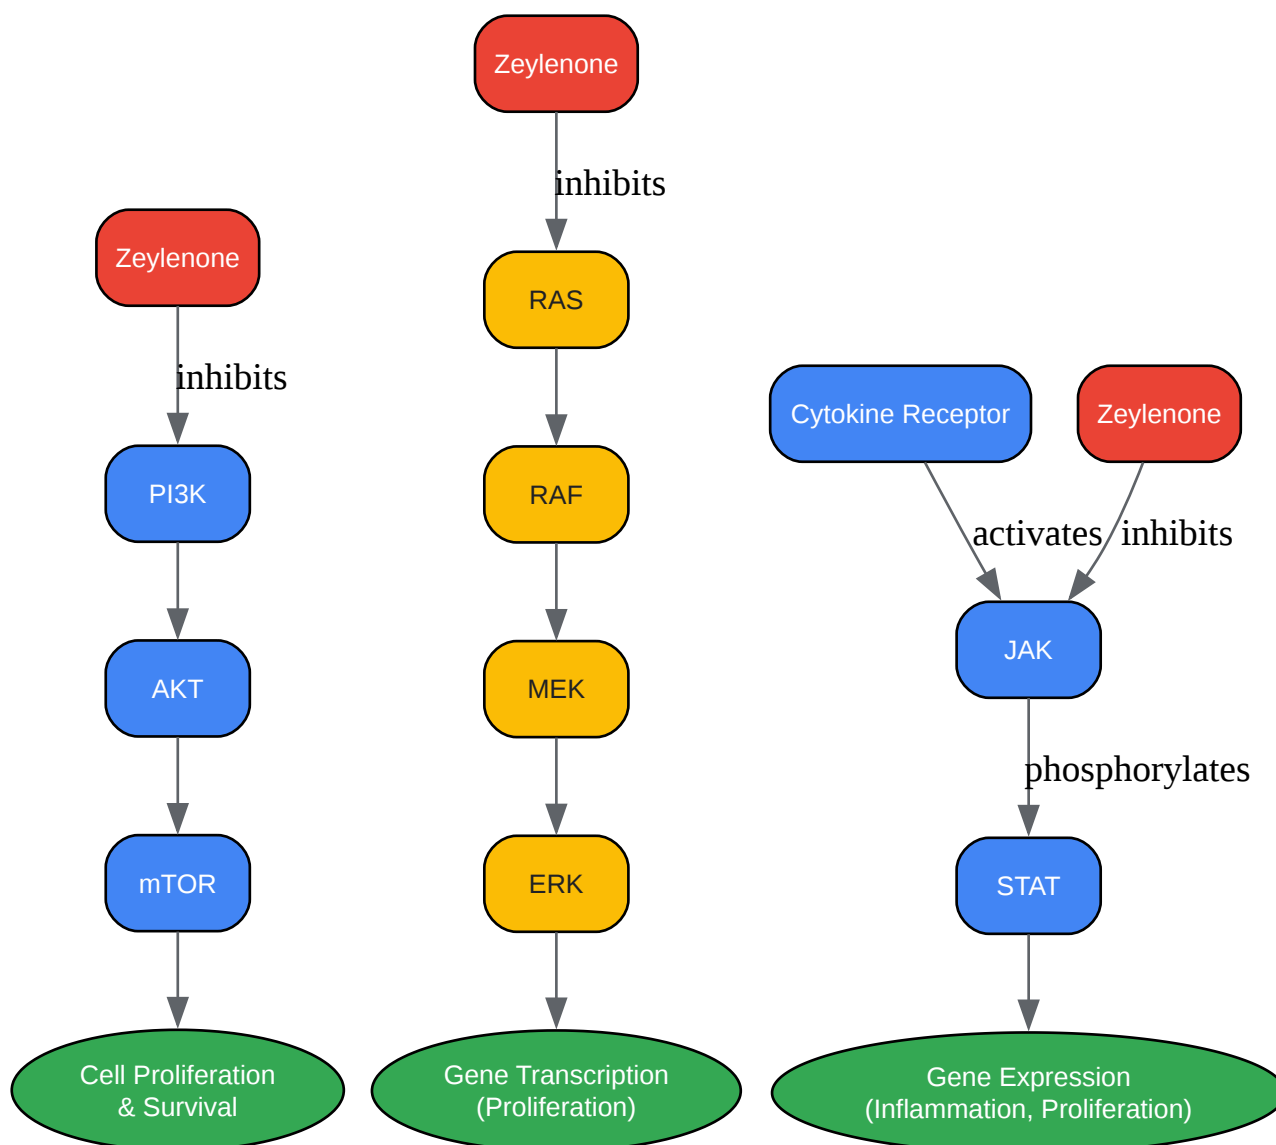 Zeylenone
inhibits
PI3K
AKT
mTOR
Cell Proliferation
& Survival
Zeylenone
inhibits
RAS
RAF
MEK
ERK
Gene Transcription
(Proliferation)
Cytokine Receptor
Zeylenone
activates
inhibits
JAK
phosphorylates
STAT
Gene Expression
(Inflammation, Proliferation)